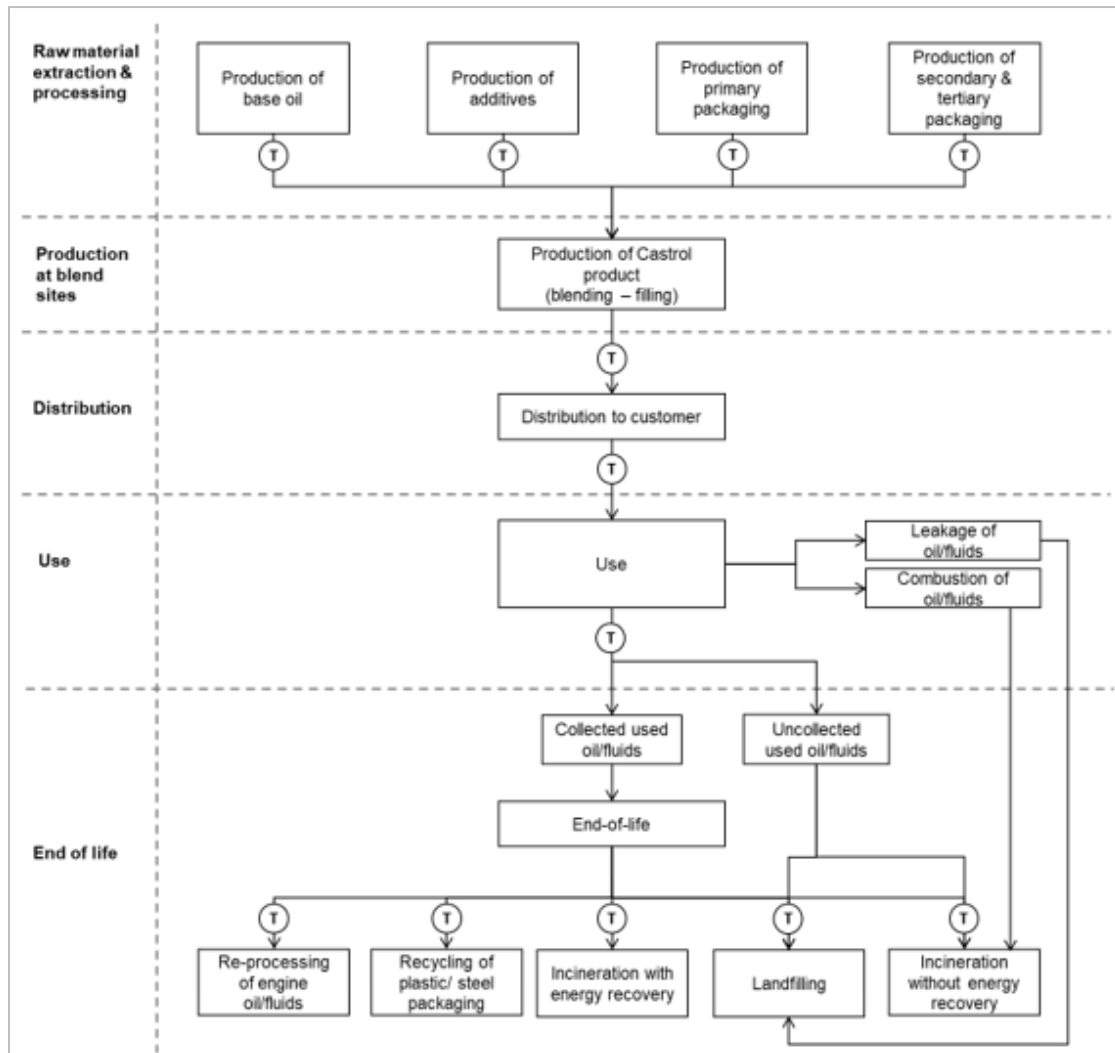 Raw material
extraction &
processing
Production of
base oil
Production of
additives
Production of
primary
packaging
Production of
secondary &
tertiary
packaging
T
T
T
T
Production
at blend
sites
Production of Castrol
product
(blending – filling)
T
Distribution
Distribution to customer
T
Use
Use
Leakage of
oil/fluids
Combustion of
oil/fluids
T
Collected used
oil/fluids
Uncollected
used oil/fluids
End-of-life
End of life
T
T
T
T
T
Re-processing
of engine
oil/fluids
Recycling of
plastic/ steel
packaging
Incineration with
energy recovery
Landfilling
Incineration
without energy
recovery